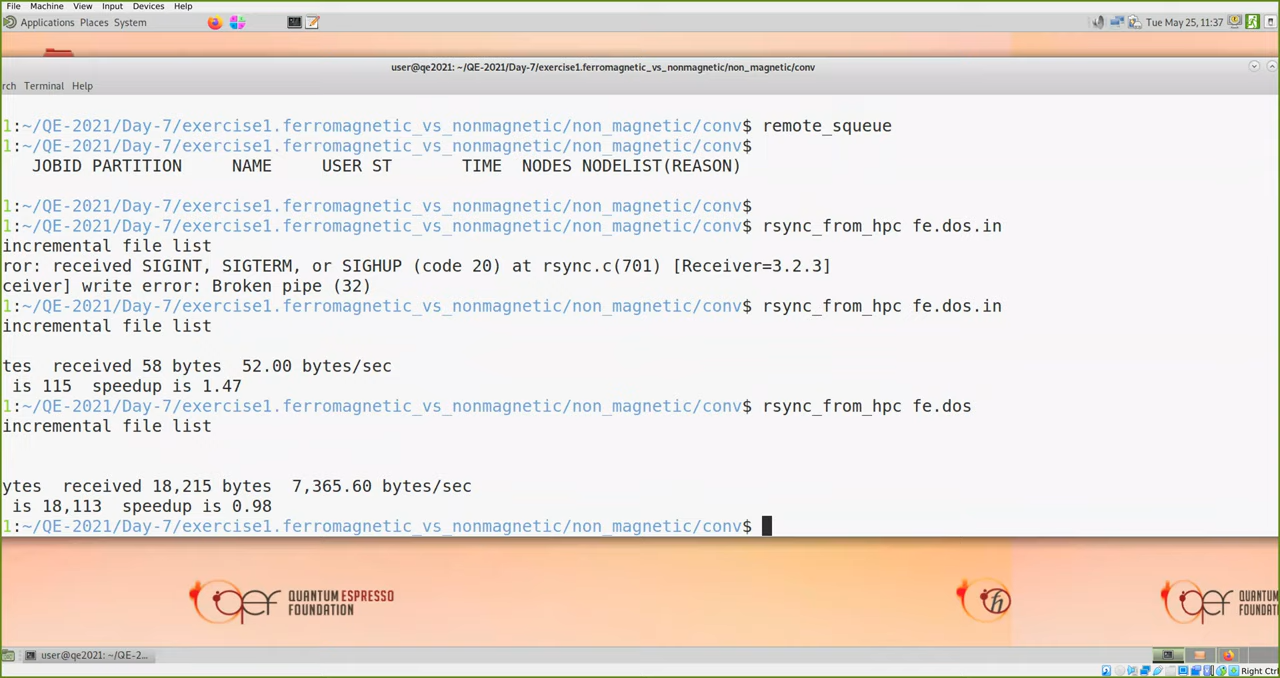 File Machine View Input Devices Help
Applications Places System
Tue May 25, 11:37
user@qe2021: ~/QE-2021/Day-7/exercise1.ferromagnetic_vs_nonmagnetic/non_magnetic/conv
rch Terminal Help
1:~/QE-2021/Day-7/exercise1.ferromagnetic_vs_nonmagnetic/non_magnetic/conv$ remote_squeue
1:~/QE-2021/Day-7/exercise1.ferromagnetic_vs_nonmagnetic/non_magnetic/conv$
JOBID PARTITION NAME USER ST TIME NODES NODELIST(REASON)
1:~/QE-2021/Day-7/exercise1.ferromagnetic_vs_nonmagnetic/non_magnetic/conv$
1:~/QE-2021/Day-7/exercise1.ferromagnetic_vs_nonmagnetic/non_magnetic/conv$ rsync_from_hpc fe.dos.in
incremental file list
ror: received SIGINT, SIGTERM, or SIGHUP (code 20) at rsync.c(701) [Receiver=3.2.3]
ceiver] write error: Broken pipe (32)
1:~/QE-2021/Day-7/exercise1.ferromagnetic_vs_nonmagnetic/non_magnetic/conv$ rsync_from_hpc fe.dos.in
incremental file list
tes received 58 bytes 52.00 bytes/sec
is 115 speedup is 1.47
1:~/QE-2021/Day-7/exercise1.ferromagnetic_vs_nonmagnetic/non_magnetic/conv$ rsync_from_hpc fe.dos
incremental file list
ytes received 18,215 bytes 7,365.60 bytes/sec
is 18,113 speedup is 0.98
1:~/QE-2021/Day-7/exercise1.ferromagnetic_vs_nonmagnetic/non_magnetic/conv$
QUANTUM ESPRESSO
FOUNDATION
QUANTUM
FOUNDAT
user@qe2021: ~/QE-2...
Right Ctrl